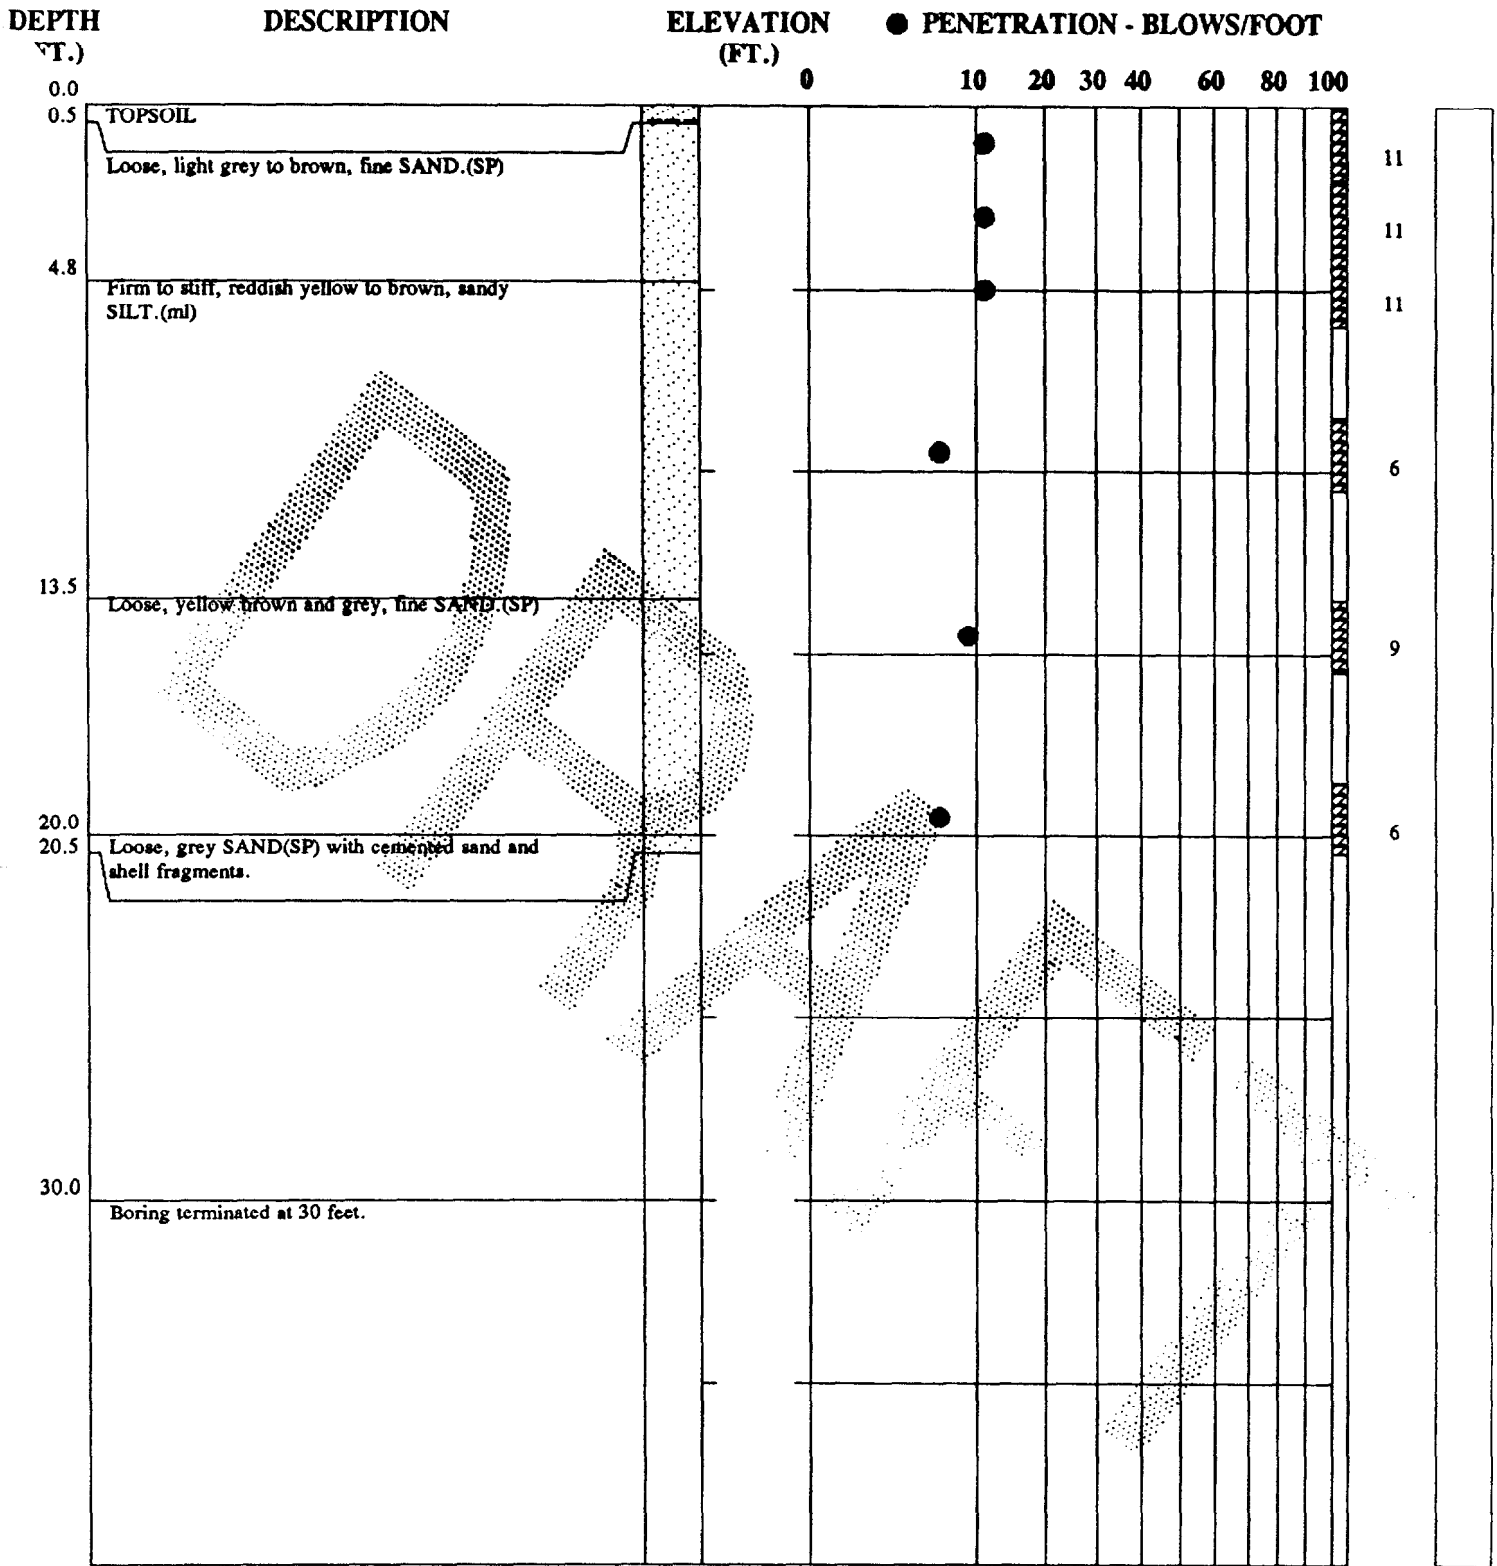 DEPTH DESCRIPTION ELEVATION ● PENETRATION - BLOWS/FOOT
FT.) (FT.)
0 10 20 30 40 60 80 100
0.0
0.5 TOPSOIL
Loose, light grey to brown, fine SAND.(SP) 11
11
4.8
Firm to stiff, reddish yellow to brown, sandy
SILT.(ml) 11
6
13.5
Loose, yellow brown and grey, fine SAND.(SP)
9
20.0
20.5 Loose, grey SAND(SP) with cemented sand and 6
shell fragments.
30.0
Boring terminated at 30 feet.
DRAFT